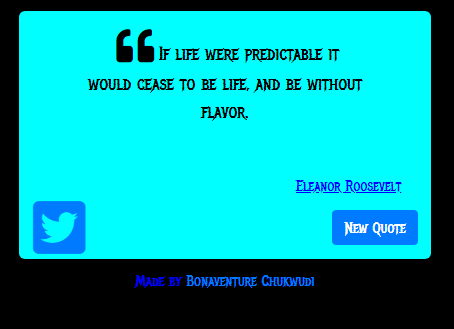 ❝ If life were predictable it
would cease to be life, and be without
flavor.
Eleanor Roosevelt
New Quote
Made by Bonaventure Chukwudi